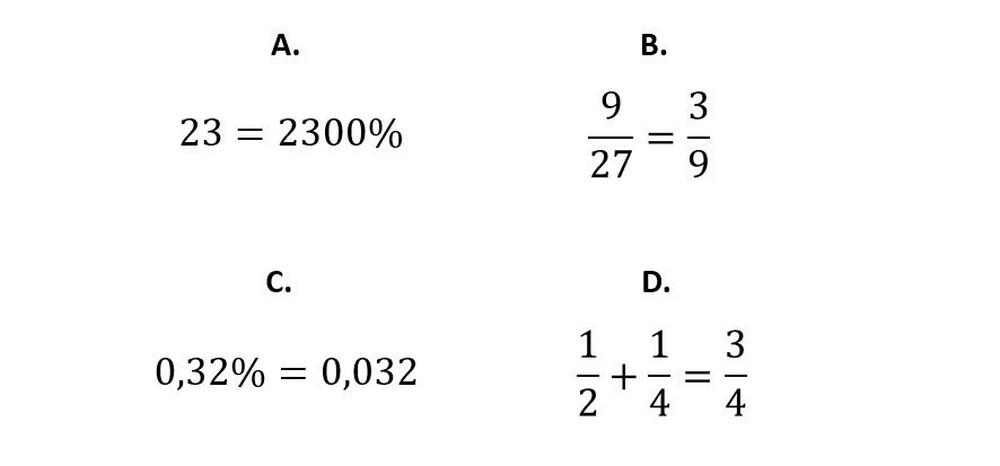 A.
23 = 2300%
B.
9/27 = 3/9
C.
0,32% = 0,032
D.
1/2 + 1/4 = 3/4